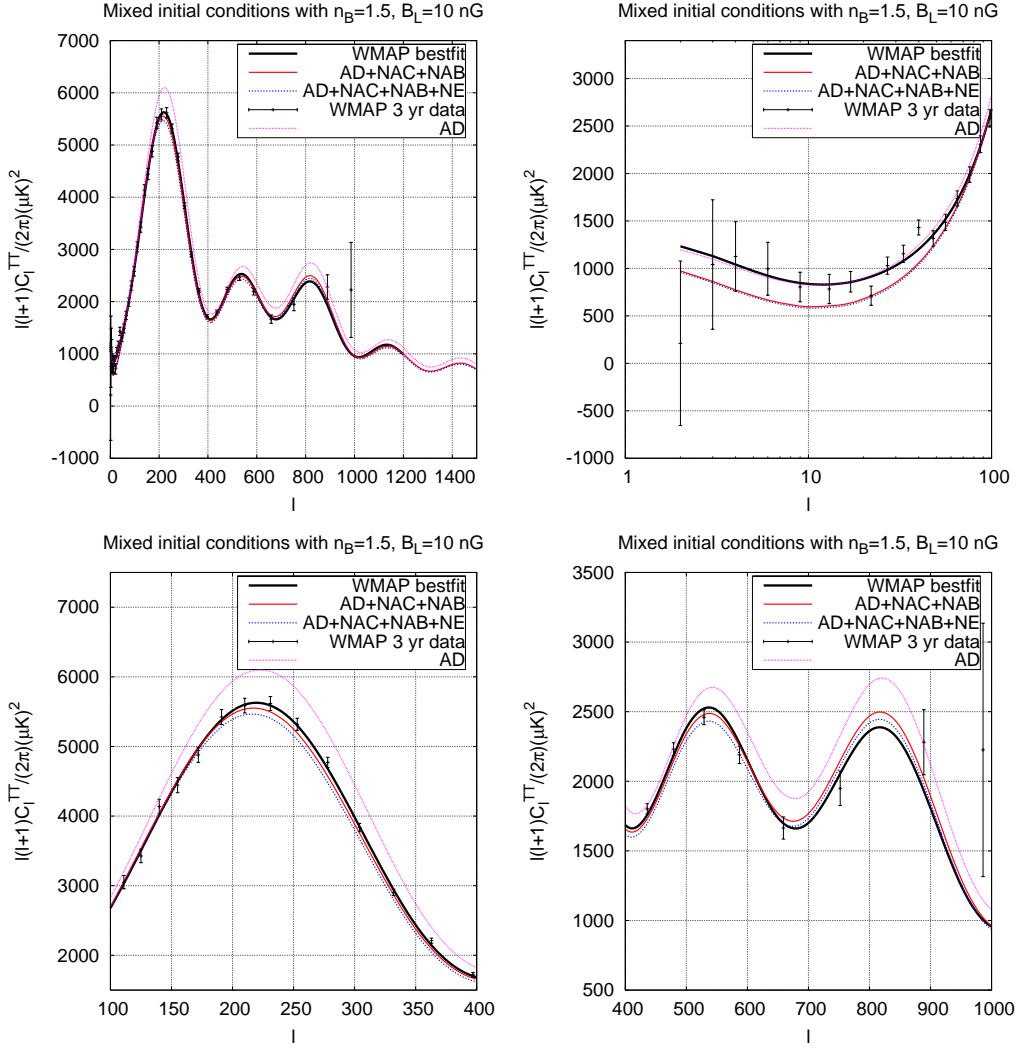 Mixed initial conditions with n_B=1.5, B_L=10 nG
l(l+1)C_l^TT/(2π)(μK)^2
7000
6000
5000
4000
3000
2000
1000
0
-1000
WMAP bestfit
AD+NAC+NAB
AD+NAC+NAB+NE
WMAP 3 yr data
AD
0 200 400 600 800 1000 1200 1400
l
Mixed initial conditions with n_B=1.5, B_L=10 nG
l(l+1)C_l^TT/(2π)(μK)^2
3000
2500
2000
1500
1000
500
0
-500
-1000
WMAP bestfit
AD+NAC+NAB
AD+NAC+NAB+NE
WMAP 3 yr data
AD
1 10 100
l
Mixed initial conditions with n_B=1.5, B_L=10 nG
l(l+1)C_l^TT/(2π)(μK)^2
7000
6000
5000
4000
3000
2000
WMAP bestfit
AD+NAC+NAB
AD+NAC+NAB+NE
WMAP 3 yr data
AD
100 150 200 250 300 350 400
l
Mixed initial conditions with n_B=1.5, B_L=10 nG
l(l+1)C_l^TT/(2π)(μK)^2
3500
3000
2500
2000
1500
1000
500
WMAP bestfit
AD+NAC+NAB
AD+NAC+NAB+NE
WMAP 3 yr data
AD
400 500 600 700 800 900 1000
l